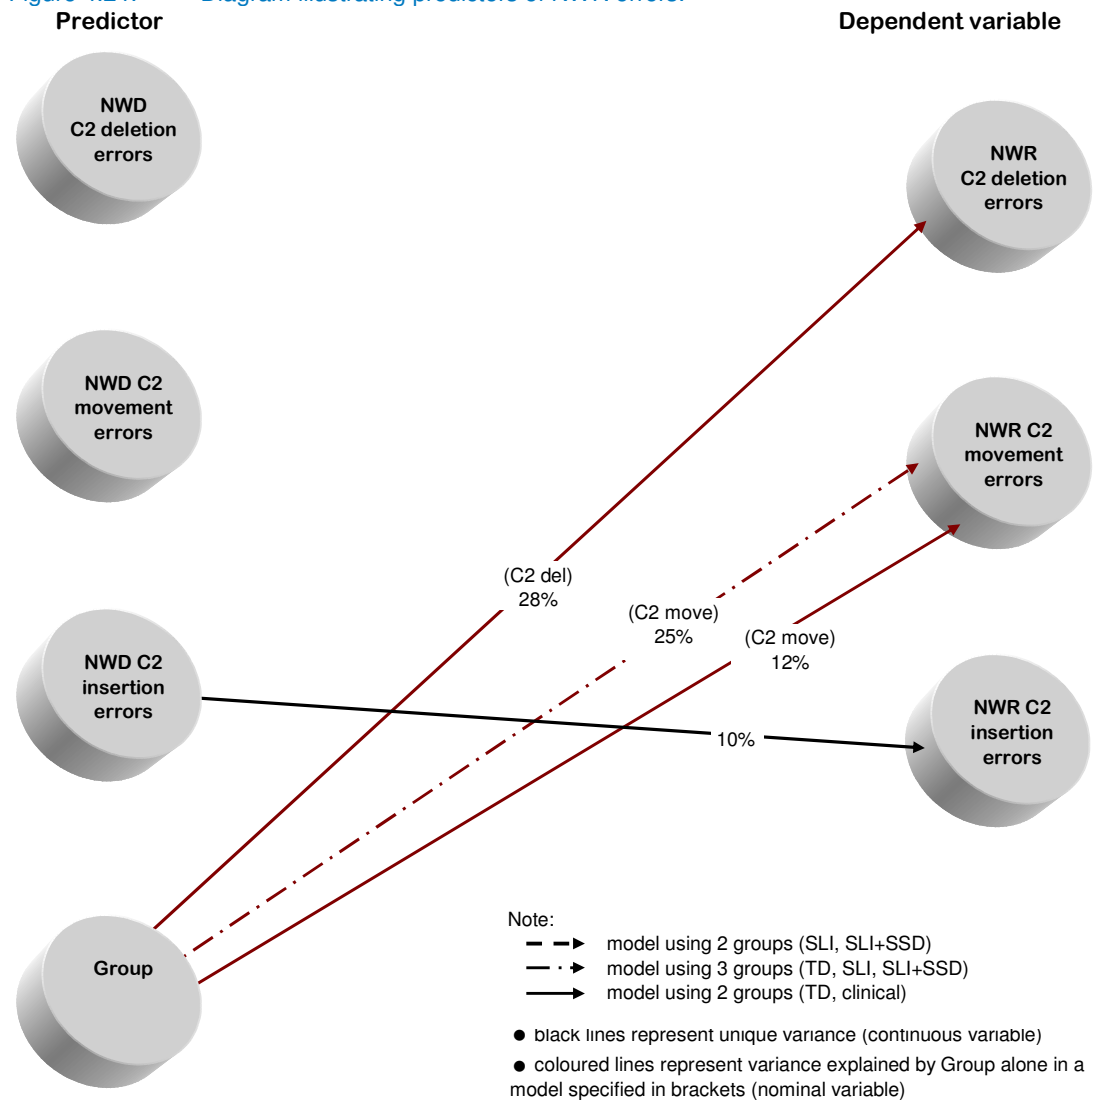 Predictor
Dependent variable
NWD
C2 deletion
errors
NWR
C2 deletion
errors
NWD C2
movement
errors
NWR C2
movement
errors
(C2 del)
28%
(C2 move)
25%
(C2 move)
12%
NWD C2
insertion
errors
10%
NWR C2
insertion
errors
Group
Note:
model using 2 groups (SLI, SLI+SSD)
model using 3 groups (TD, SLI, SLI+SSD)
model using 2 groups (TD, clinical)
● black lines represent unique variance (continuous variable)
● coloured lines represent variance explained by Group alone in a
model specified in brackets (nominal variable)